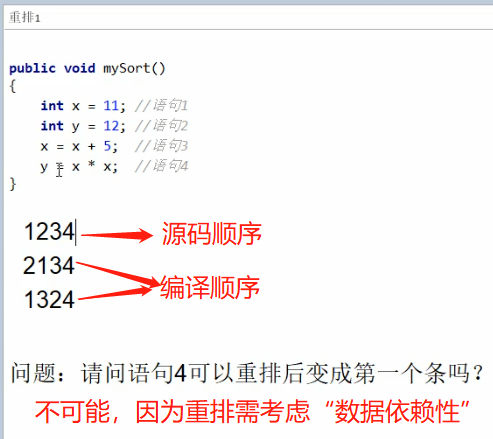 重排1
public void mySort()
{
int x = 11; //语句1
int y = 12; //语句2
x = x + 5; //语句3
y = x * x; //语句4
}
1234 源码顺序
2134
编译顺序
1324
问题：请问语句4可以重排后变成第一个条吗？
不可能，因为重排需考虑“数据依赖性”